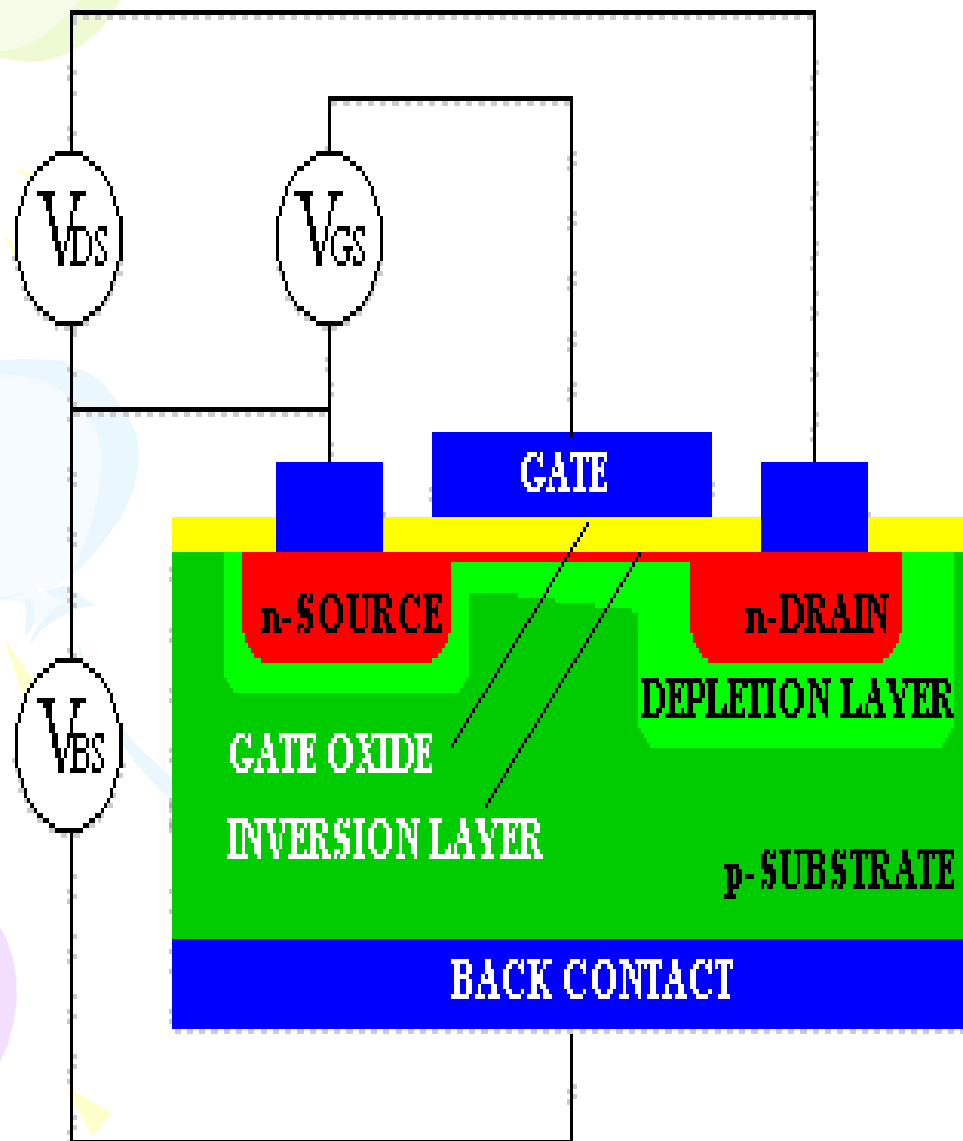 VDS
VGS
GATE
n-SOURCE
n-DRAIN
DEPLETION LAYER
VBS
GATE OXIDE
INVERSION LAYER
p-SUBSTRATE
BACK CONTACT